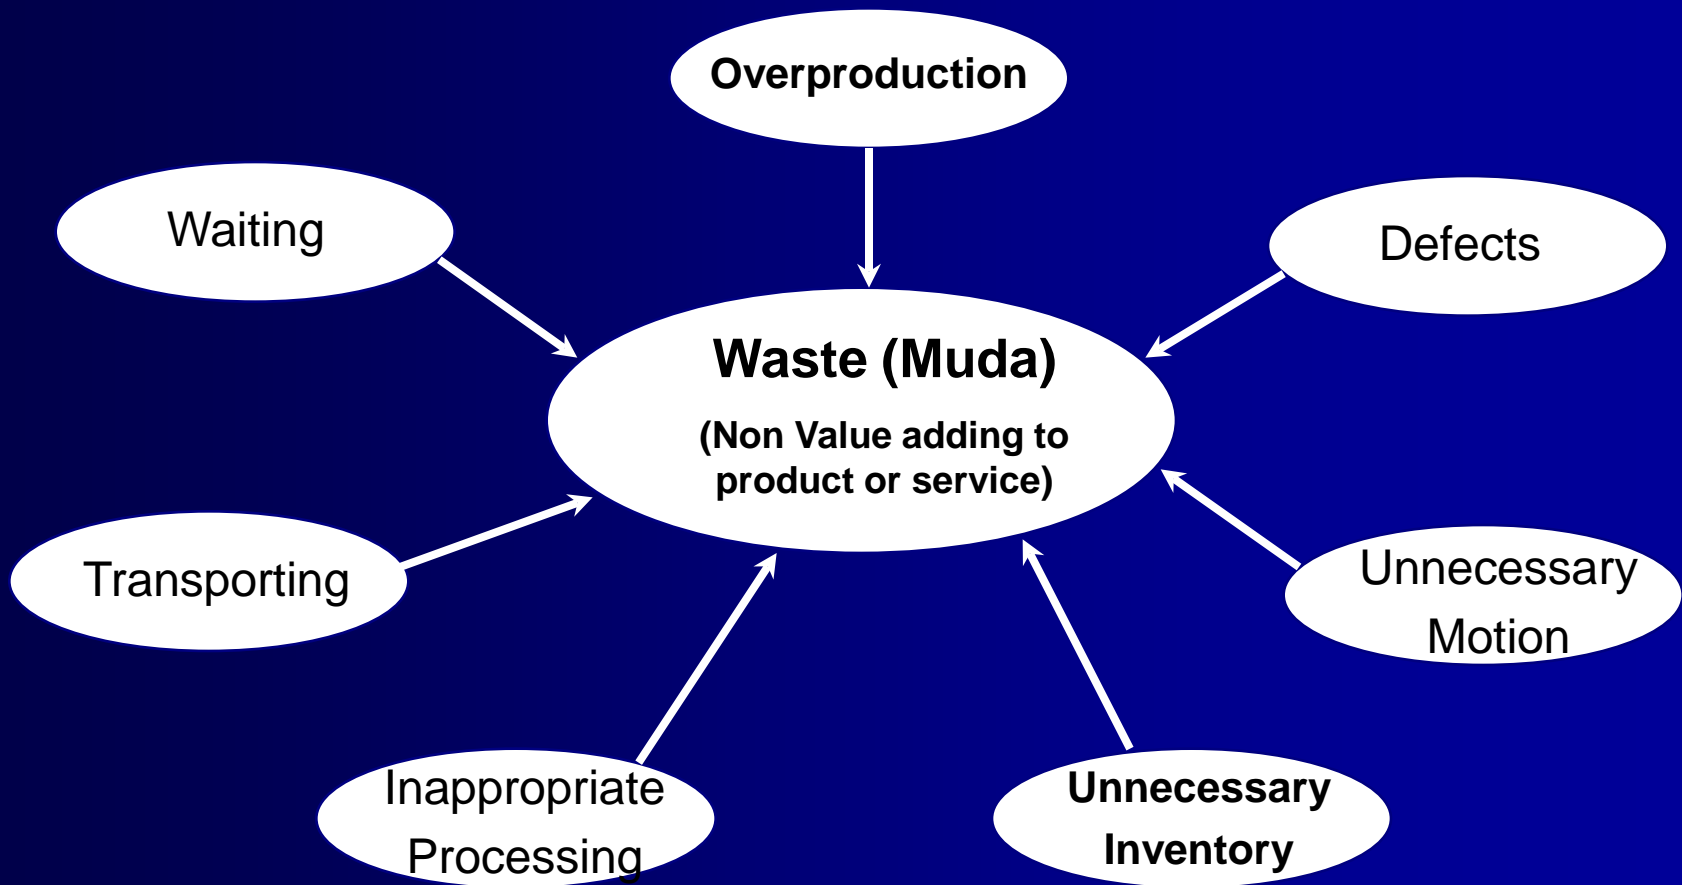 Overproduction
Waiting
Defects
Waste (Muda)
(Non Value adding to
product or service)
Transporting
Unnecessary
Motion
Inappropriate
Processing
Unnecessary
Inventory